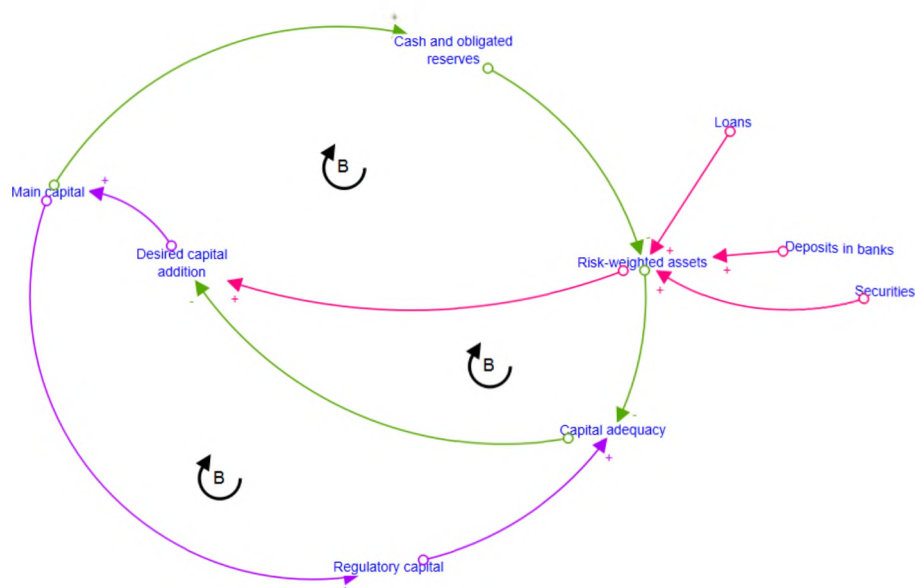 +
Cash and obligated
reserves
Loans
B
+
Main capital
-
+
Desired capital
addition
Risk-weighted assets
Deposits in banks
+
+
+
Securities
-
B
-
Capital adequacy
+
B
Regulatory capital